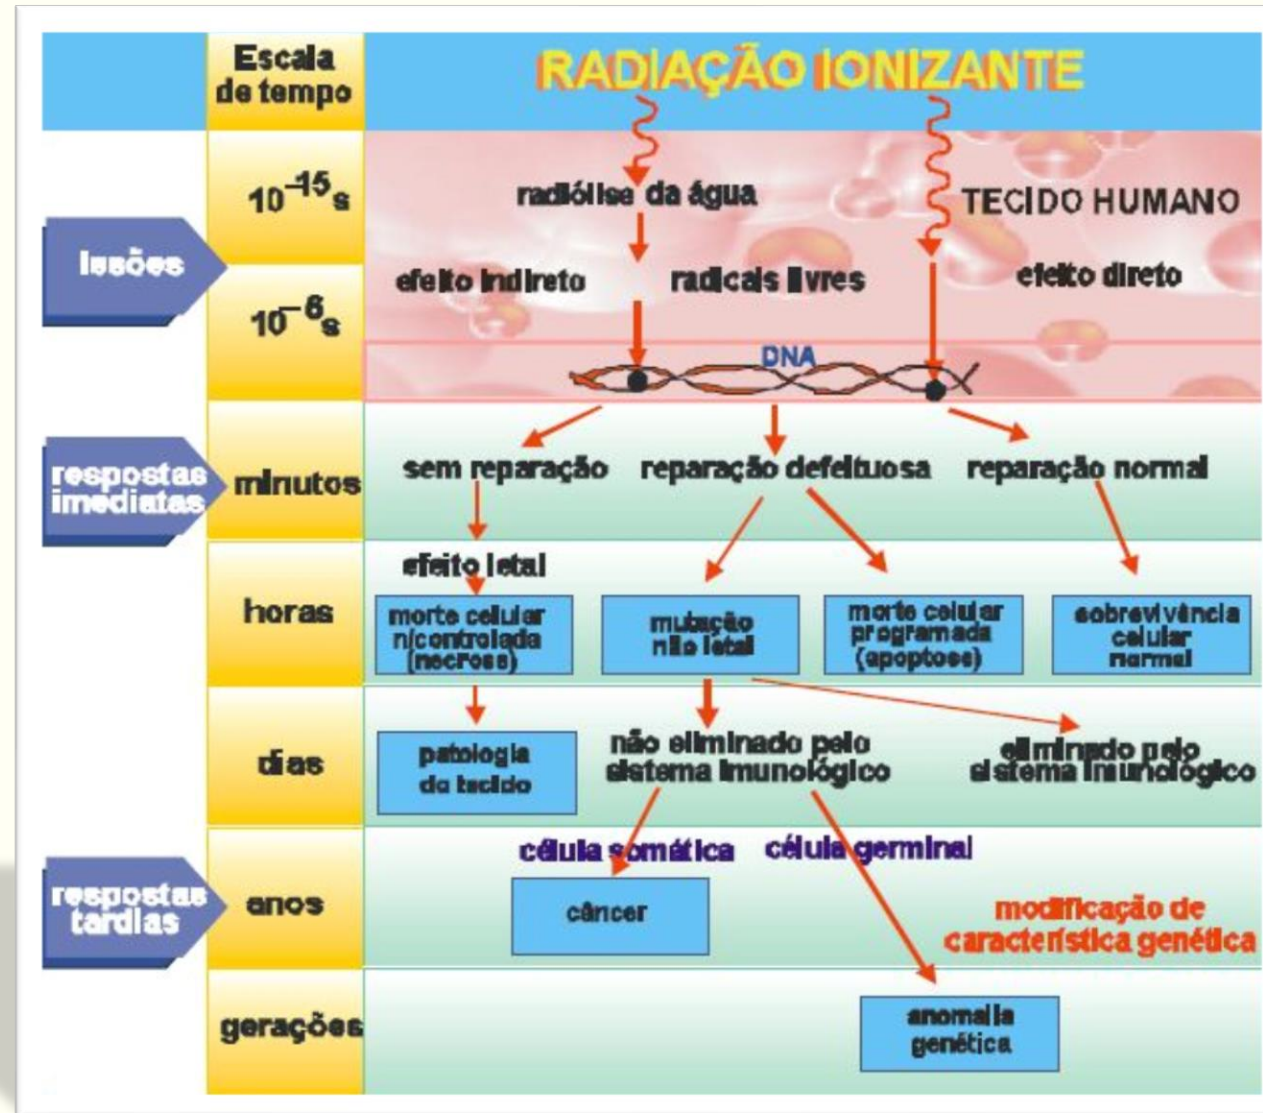 Escala
de tempo
RADIAÇÃO IONIZANTE
10⁻¹⁵ s
radiólise da água
TECIDO HUMANO
lesões
efeito indireto
radicais livres
efeito direto
10⁻⁶ s
DNA
respostas
imediatas
minutos
sem reparação
reparação defeituosa
reparação normal
horas
efeito letal
morte celular
n/controlada
(necrose)
mutação
não letal
morte celular
programada
(apoptose)
sobrevivência
celular
normal
dias
patologia
do tecido
não eliminado pelo
sistema imunológico
eliminado pelo
sistema imunológico
respostas
tardias
anos
célula somática
célula germinal
câncer
modificação de
característica genética
gerações
anomalia
genética